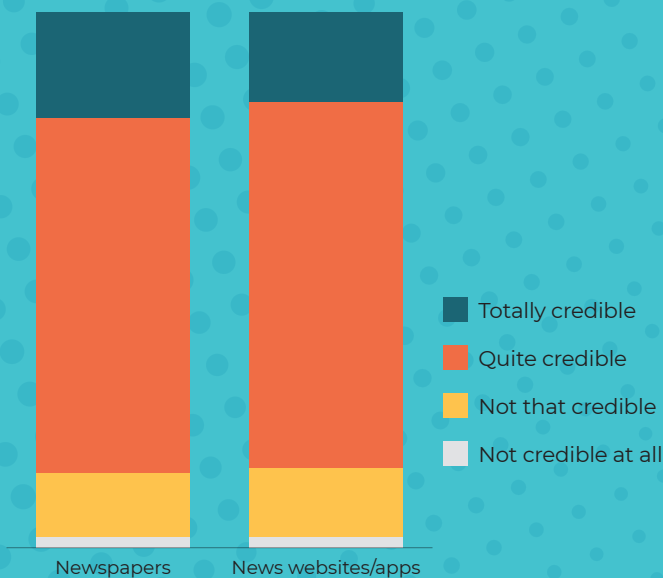 Totally credible
Quite credible
Not that credible
Not credible at all
Newspapers
News websites/apps